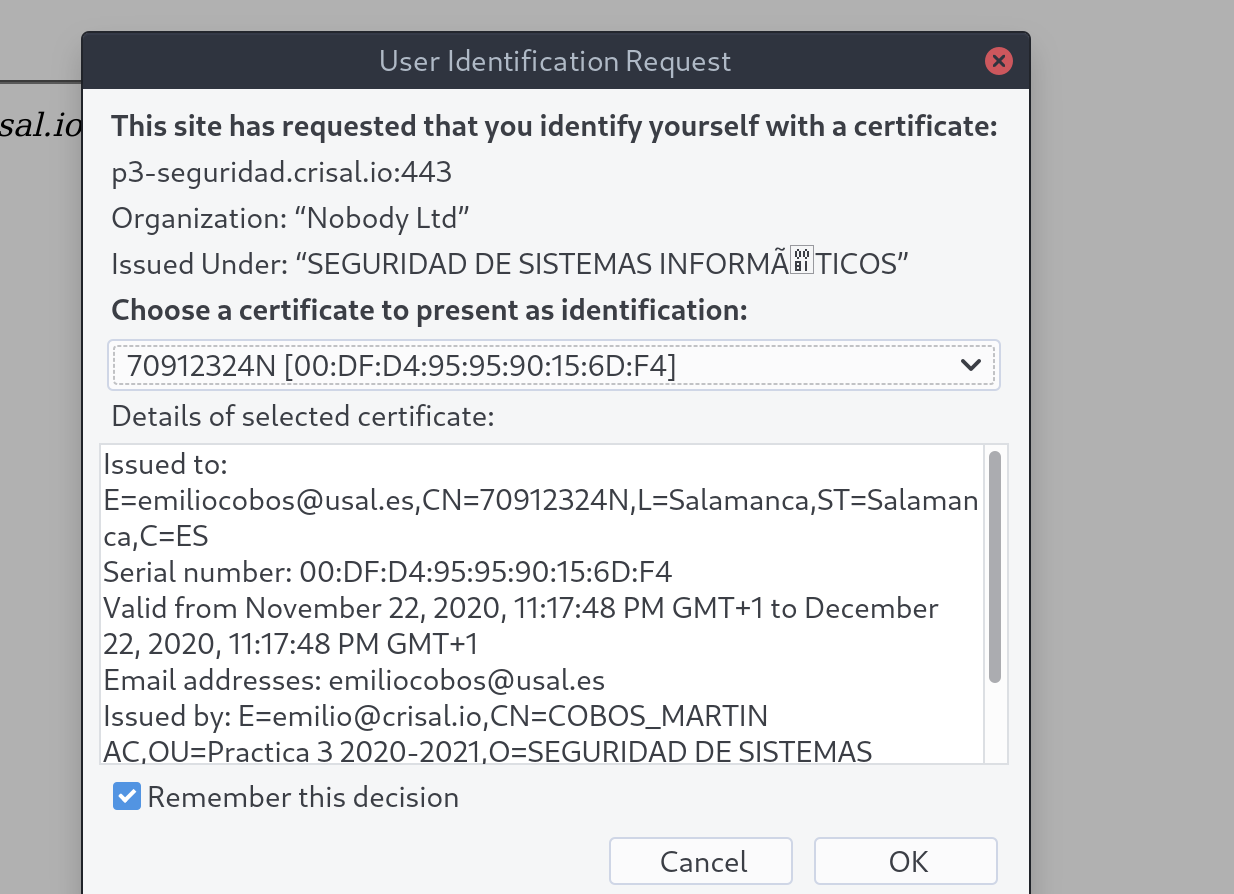 User Identification Request
sal.io
This site has requested that you identify yourself with a certificate:
p3-seguridad.crisal.io:443
Organization: “Nobody Ltd”
Issued Under: “SEGURIDAD DE SISTEMAS INFORMÃTICOS”
Choose a certificate to present as identification:
70912324N [00:DF:D4:95:95:90:15:6D:F4]
Details of selected certificate:
Issued to:
E=emiliocobos@usal.es,CN=70912324N,L=Salamanca,ST=Salaman
ca,C=ES
Serial number: 00:DF:D4:95:95:90:15:6D:F4
Valid from November 22, 2020, 11:17:48 PM GMT+1 to December
22, 2020, 11:17:48 PM GMT+1
Email addresses: emiliocobos@usal.es
Issued by: E=emilio@crisal.io,CN=COBOS_MARTIN
AC,OU=Practica 3 2020-2021,O=SEGURIDAD DE SISTEMAS
Remember this decision
Cancel
OK